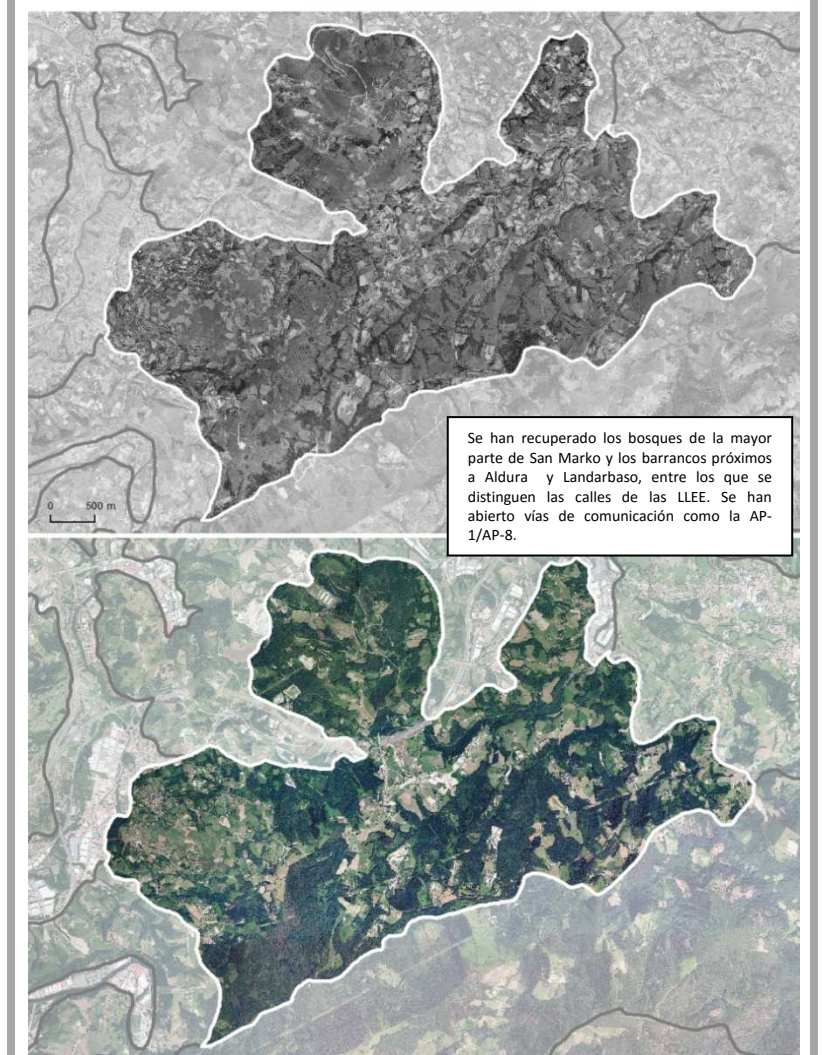 Se han recuperado los bosques de la mayor
parte de San Marko y los barrancos próximos
a Aldura y Landarbaso, entre los que se
distinguen las calles de las LLEE. Se han
abierto vías de comunicación como la AP-
1/AP-8.
0 500 m